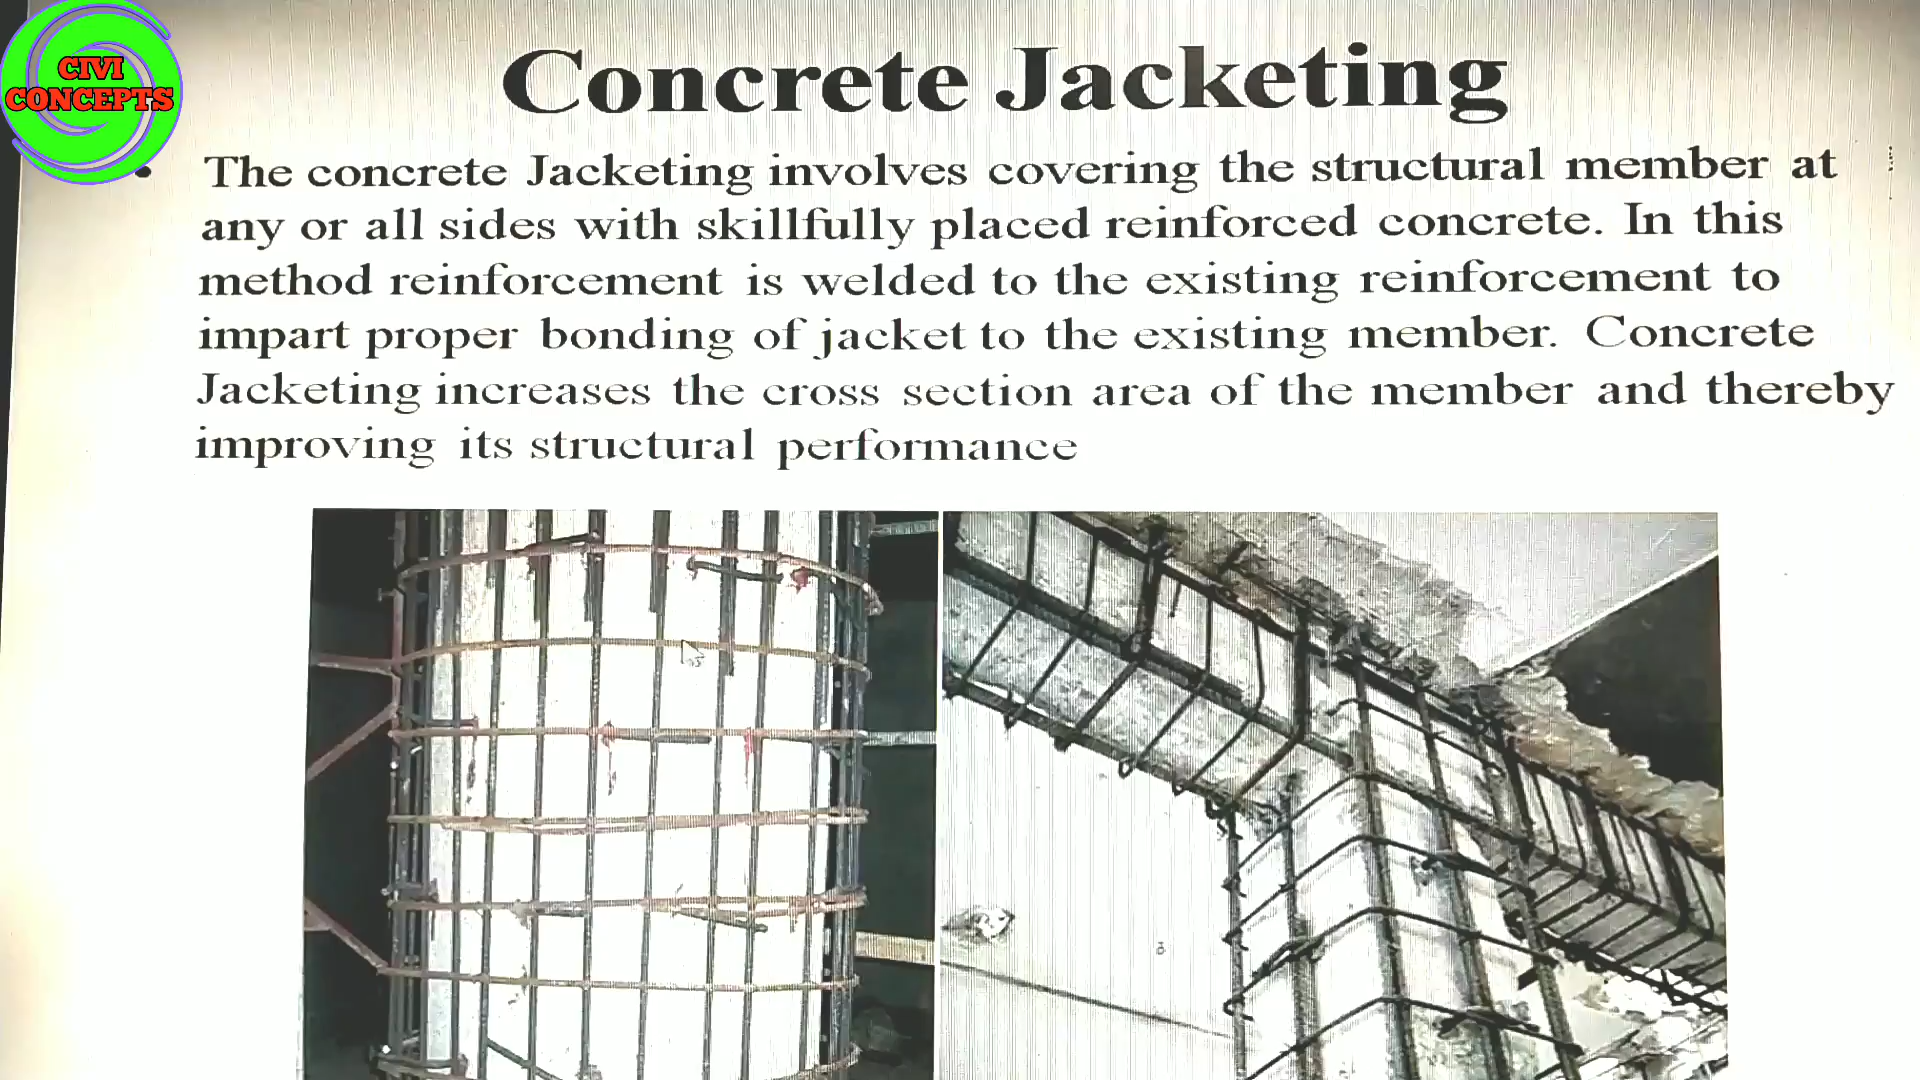 CIVI
CONCEPTS
Concrete Jacketing
• The concrete Jacketing involves covering the structural member at
any or all sides with skillfully placed reinforced concrete. In this
method reinforcement is welded to the existing reinforcement to
impart proper bonding of jacket to the existing member. Concrete
Jacketing increases the cross section area of the member and thereby
improving its structural performance